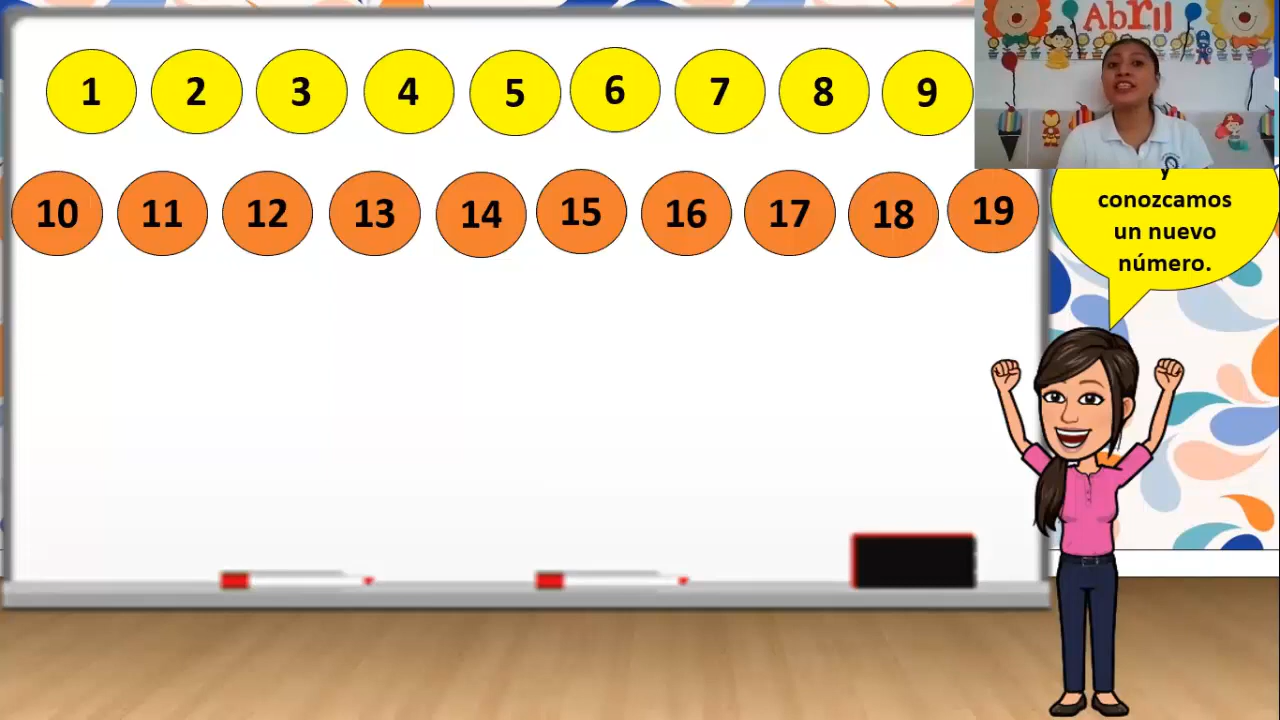 1 2 3 4 5 6 7 8 9
Abril
10 11 12 13 14 15 16 17 18 19
y
conozcamos
un nuevo
número.